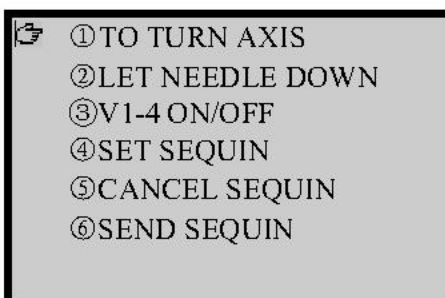 ①TO TURN AXIS
②LET NEEDLE DOWN
③V1-4 ON/OFF
④SET SEQUIN
⑤CANCEL SEQUIN
⑥SEND SEQUIN